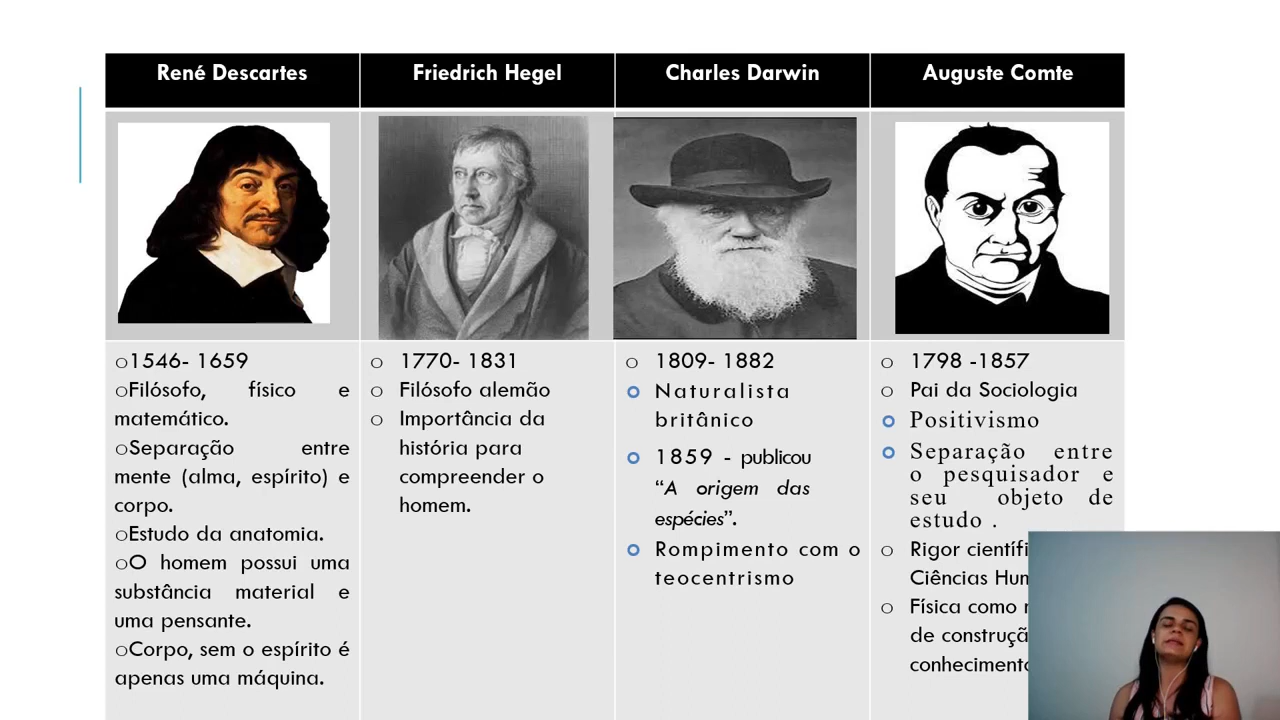 René Descartes
Friedrich Hegel
Charles Darwin
Auguste Comte
1546- 1659
Filósofo, físico e
matemático.
Separação entre
mente (alma, espírito) e
corpo.
Estudo da anatomia.
O homem possui uma
substância material e
uma pensante.
Corpo, sem o espírito é
apenas uma máquina.
1770- 1831
Filósofo alemão
Importância da
história para
compreender o
homem.
1809- 1882
Naturalista
britânico
1859 - publicou
“A origem das
espécies”.
Rompimento com o
teocentrismo
1798 -1857
Pai da Sociologia
Positivismo
Separação entre
o pesquisador e
seu objeto de
estudo .
Rigor
Ciências
Física como
de